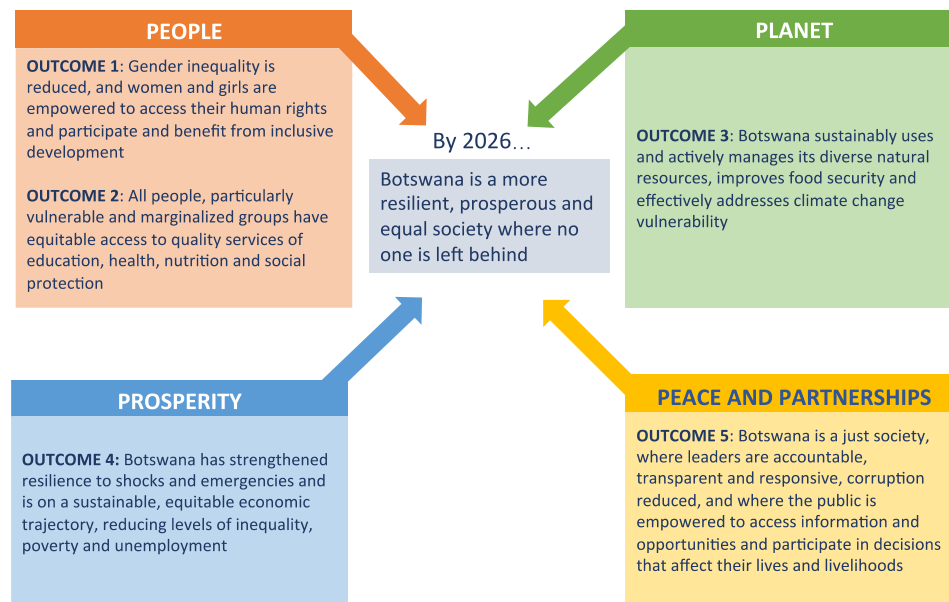 PEOPLE
OUTCOME 1: Gender inequality is
reduced, and women and girls are
empowered to access their human rights
and participate and benefit from inclusive
development
OUTCOME 2: All people, particularly
vulnerable and marginalized groups have
equitable access to quality services of
education, health, nutrition and social
protection
PLANET
OUTCOME 3: Botswana sustainably uses
and actively manages its diverse natural
resources, improves food security and
effectively addresses climate change
vulnerability
By 2026...
Botswana is a more
resilient, prosperous and
equal society where no
one is left behind
PROSPERITY
OUTCOME 4: Botswana has strengthened
resilience to shocks and emergencies and
is on a sustainable, equitable economic
trajectory, reducing levels of inequality,
poverty and unemployment
PEACE AND PARTNERSHIPS
OUTCOME 5: Botswana is a just society,
where leaders are accountable,
transparent and responsive, corruption
reduced, and where the public is
empowered to access information and
opportunities and participate in decisions
that affect their lives and livelihoods